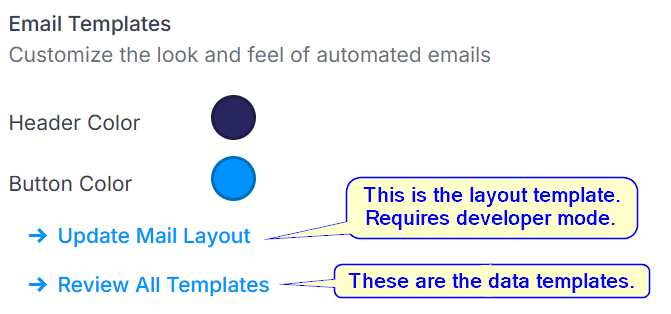 Email Templates
Customize the look and feel of automated emails
Header Color
Button Color
This is the layout template.
Requires developer mode.
→ Update Mail Layout
→ Review All Templates
These are the data templates.